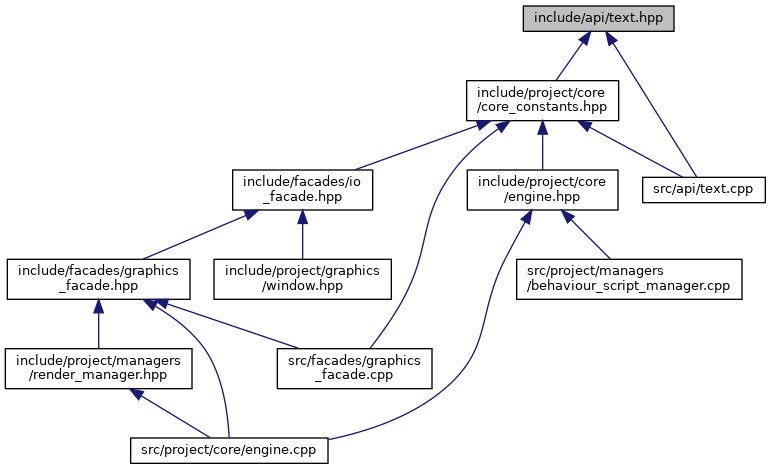 include/api/text.hpp
include/project/core
/core_constants.hpp
include/facades/io
_facade.hpp
include/project/core
/engine.hpp
src/api/text.cpp
include/facades/graphics
_facade.hpp
include/project/graphics
/window.hpp
src/project/managers
/behaviour_script_manager.cpp
include/project/managers
/render_manager.hpp
src/facades/graphics
_facade.cpp
src/project/core/engine.cpp